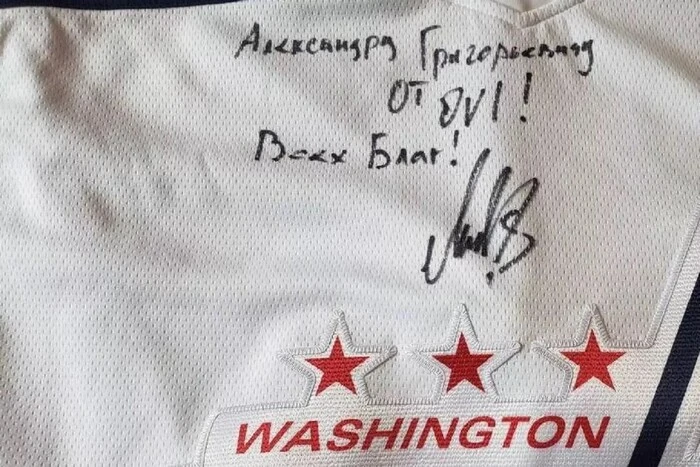 Александру Григорьевичу
от OVI!
Всех Благ!
WASHINGTON